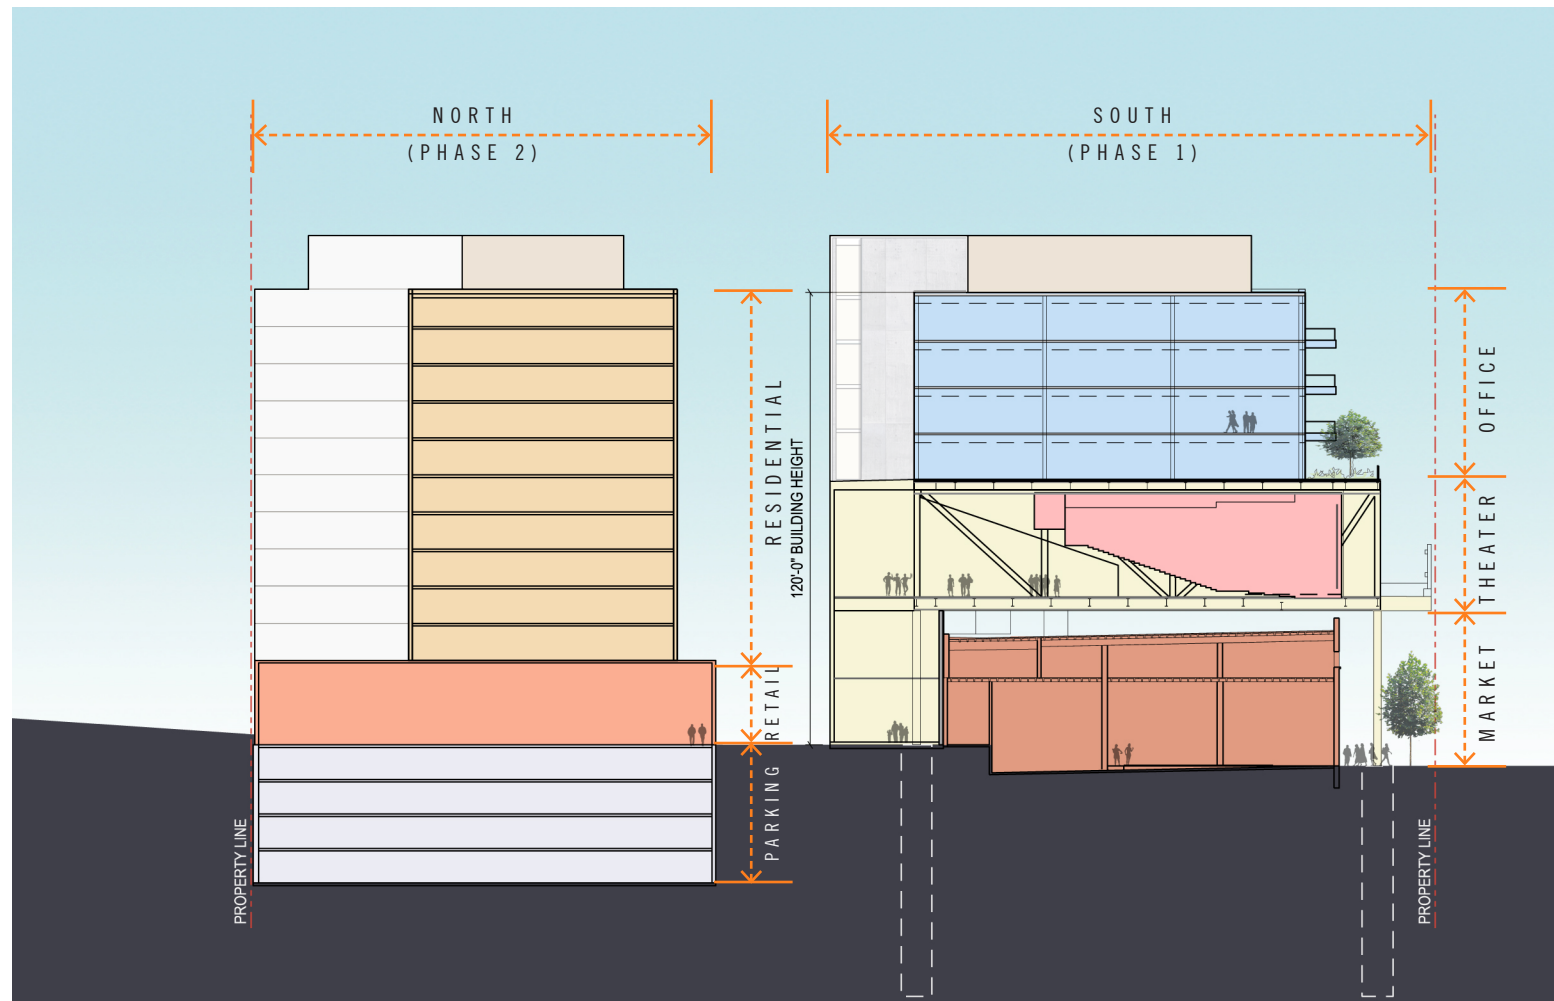 NORTH
(PHASE 2)
SOUTH
(PHASE 1)
RESIDENTIAL
RETAIL
PARKING
120'-0" BUILDING HEIGHT
OFFICE
THEATER
MARKET
PROPERTY LINE
PROPERTY LINE